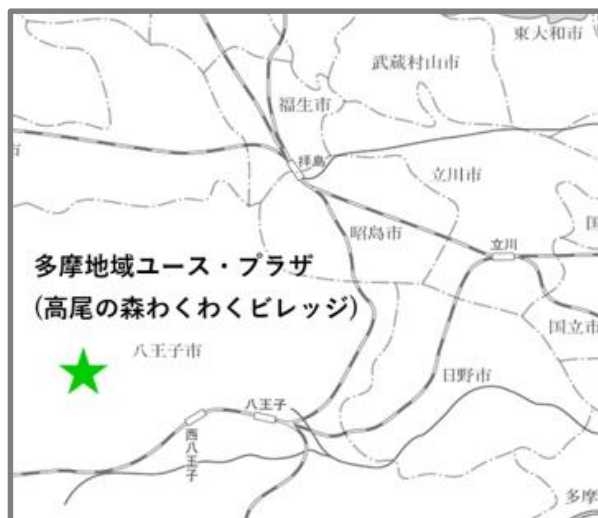 東大和市
武蔵村山市
福生市
市
拝島
立川市
昭島市
立川
国
多摩地域ユース・プラザ
(高尾の森わくわくビレッジ)
国立市
八王子市
日野市
八王子
西八王子
多摩